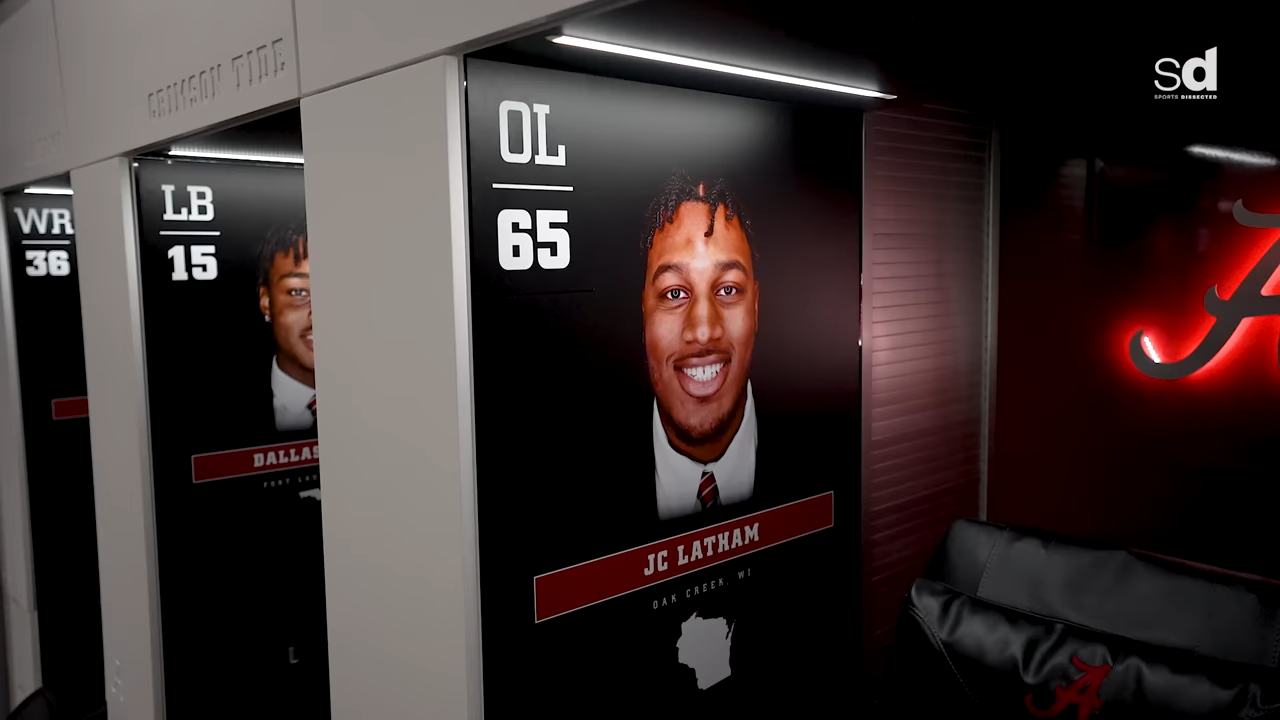 CRIMSON TIDE
WR
36
LB
15
DALLAS
OL
65
JC LATHAM
OAK CREEK, WI
L
A
A
sd
SPORTS DISSECTED